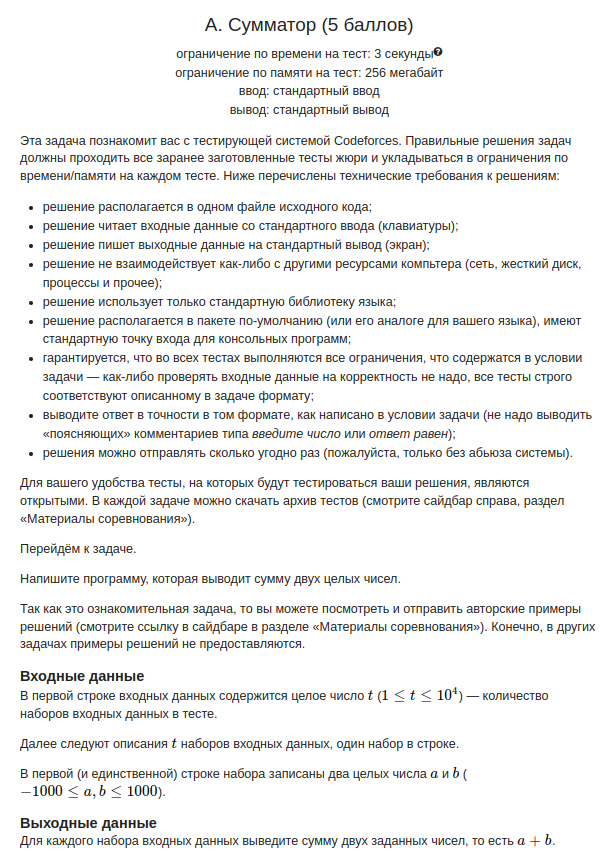 А. Сумматор (5 баллов)
ограничение по времени на тест: 3 секунды?
ограничение по памяти на тест: 256 мегабайт
ввод: стандартный ввод
вывод: стандартный вывод
Эта задача познакомит вас с тестирующей системой Codeforces. Правильные решения задач
должны проходить все заранее заготовленные тесты жюри и укладываться в ограничения по
времени/памяти на каждом тесте. Ниже перечислены технические требования к решениям:
• решение располагается в одном файле исходного кода;
• решение читает входные данные со стандартного ввода (клавиатуры);
• решение пишет выходные данные на стандартный вывод (экран);
• решение не взаимодействует как-либо с другими ресурсами компьтера (сеть, жесткий диск,
процессы и прочее);
• решение использует только стандартную библиотеку языка;
• решение располагается в пакете по-умолчанию (или его аналоге для вашего языка), имеют
стандартную точку входа для консольных программ;
• гарантируется, что во всех тестах выполняются все ограничения, что содержатся в условии
задачи — как-либо проверять входные данные на корректность не надо, все тесты строго
соответствуют описанному в задаче формату;
• выводите ответ в точности в том формате, как написано в условии задачи (не надо выводить
«поясняющих» комментариев типа введите число или ответ равен);
• решения можно отправлять сколько угодно раз (пожалуйста, только без абьюза системы).
Для вашего удобства тесты, на которых будут тестироваться ваши решения, являются
открытыми. В каждой задаче можно скачать архив тестов (смотрите сайдбар справа, раздел
«Материалы соревнования»).
Перейдём к задаче.
Напишите программу, которая выводит сумму двух целых чисел.
Так как это ознакомительная задача, то вы можете посмотреть и отправить авторские примеры
решений (смотрите ссылку в сайдбаре в разделе «Материалы соревнования»). Конечно, в других
задачах примеры решений не предоставляются.
Входные данные
В первой строке входных данных содержится целое число t (1 ≤ t ≤ 10⁴) — количество
наборов входных данных в тесте.
Далее следуют описания t наборов входных данных, один набор в строке.
В первой (и единственной) строке набора записаны два целых числа a и b (
−1000 ≤ a, b ≤ 1000).
Выходные данные
Для каждого набора входных данных выведите сумму двух заданных чисел, то есть a + b.